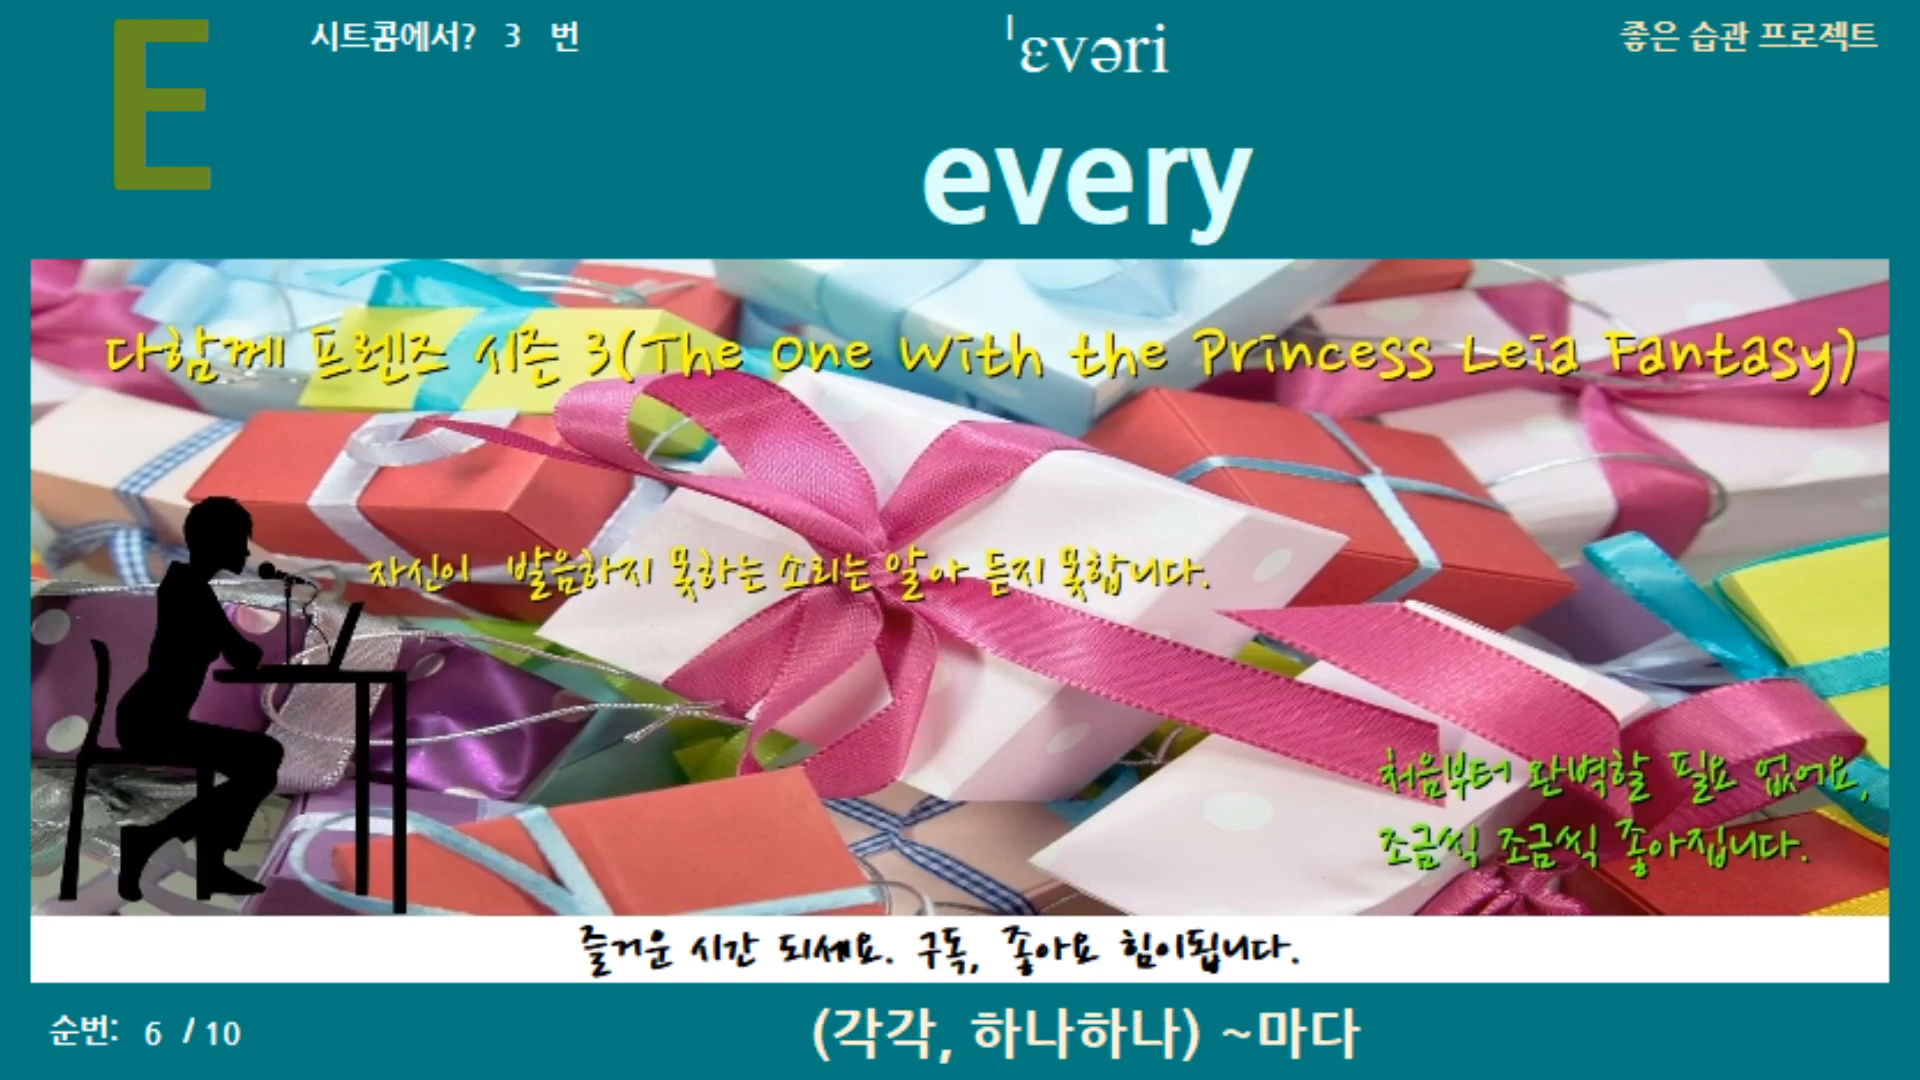 E
시트콤에서? 3 번
ˈɛvəri
좋은 습관 프로젝트
every
다함께 프렌즈 시즌 3(The One With the Princess Leia Fantasy)
자신이 발음하지 못하는 소리는 알아 듣지 못합니다.
처음부터 완벽할 필요 없어요,
조금씩 조금씩 좋아집니다.
즐거운 시간 되세요. 구독, 좋아요 힘이됩니다.
순번: 6 / 10
(각각, 하나하나) ~마다